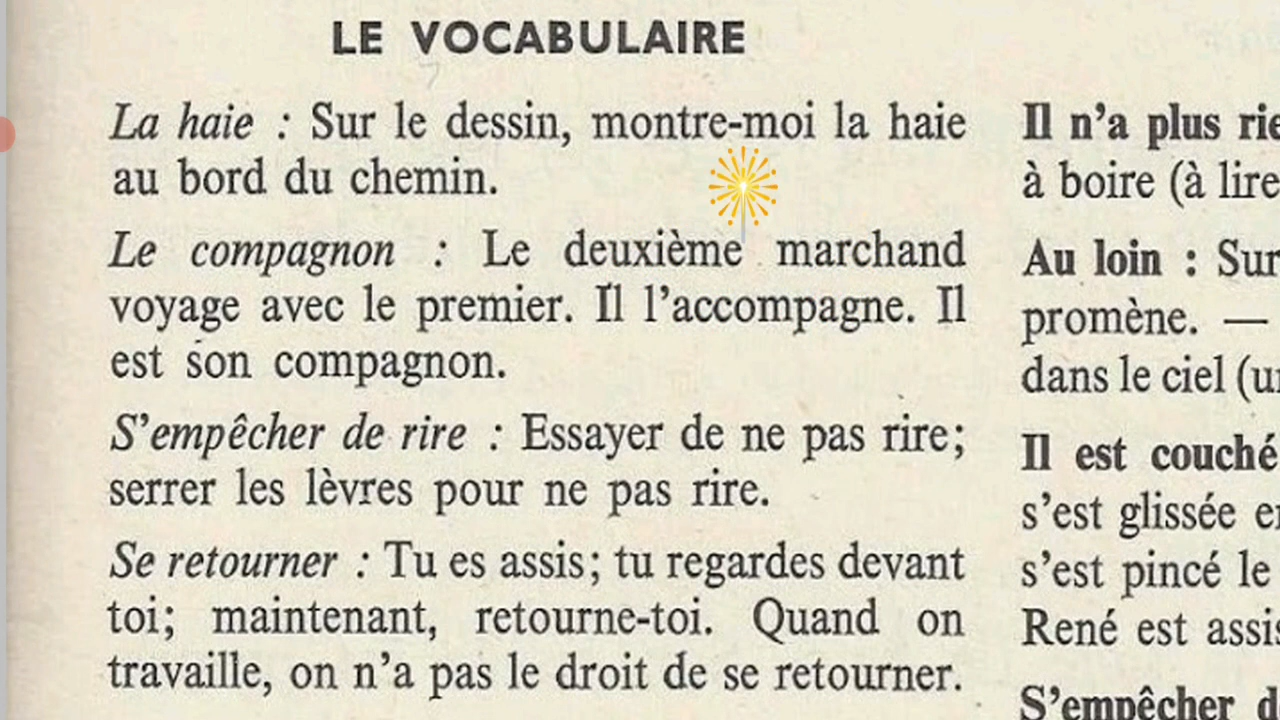 LE VOCABULAIRE
La haie : Sur le dessin, montre-moi la haie
au bord du chemin.
Le compagnon : Le deuxième marchand
voyage avec le premier. Il l'accompagne. Il
est son compagnon.
S'empêcher de rire : Essayer de ne pas rire;
serrer les lèvres pour ne pas rire.
Se retourner : Tu es assis; tu regardes devant
toi; maintenant, retourne-toi. Quand on
travaille, on n'a pas le droit de se retourner.
Il n'a plus
à boire (à lire
Au loin : Sur
promène. —
dans le ciel
Il est couché
s'est glissée
s'est pincé le
René est
S'empêcher